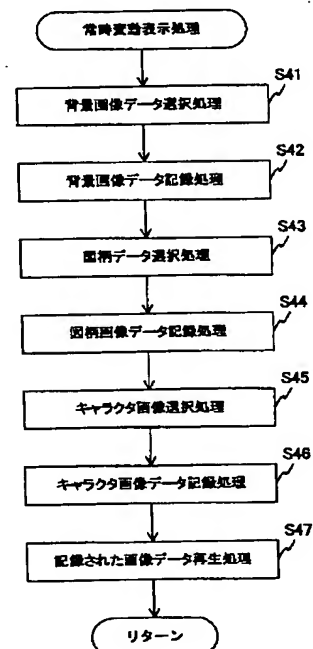 常時変動表示処理
S41
背景画像データ選択処理
S42
背景画像データ記録処理
S43
図柄データ選択処理
S44
図柄画像データ記録処理
S45
キャラクタ画像選択処理
S46
キャラクタ画像データ記録処理
S47
記録された画像データ再生処理
リターン